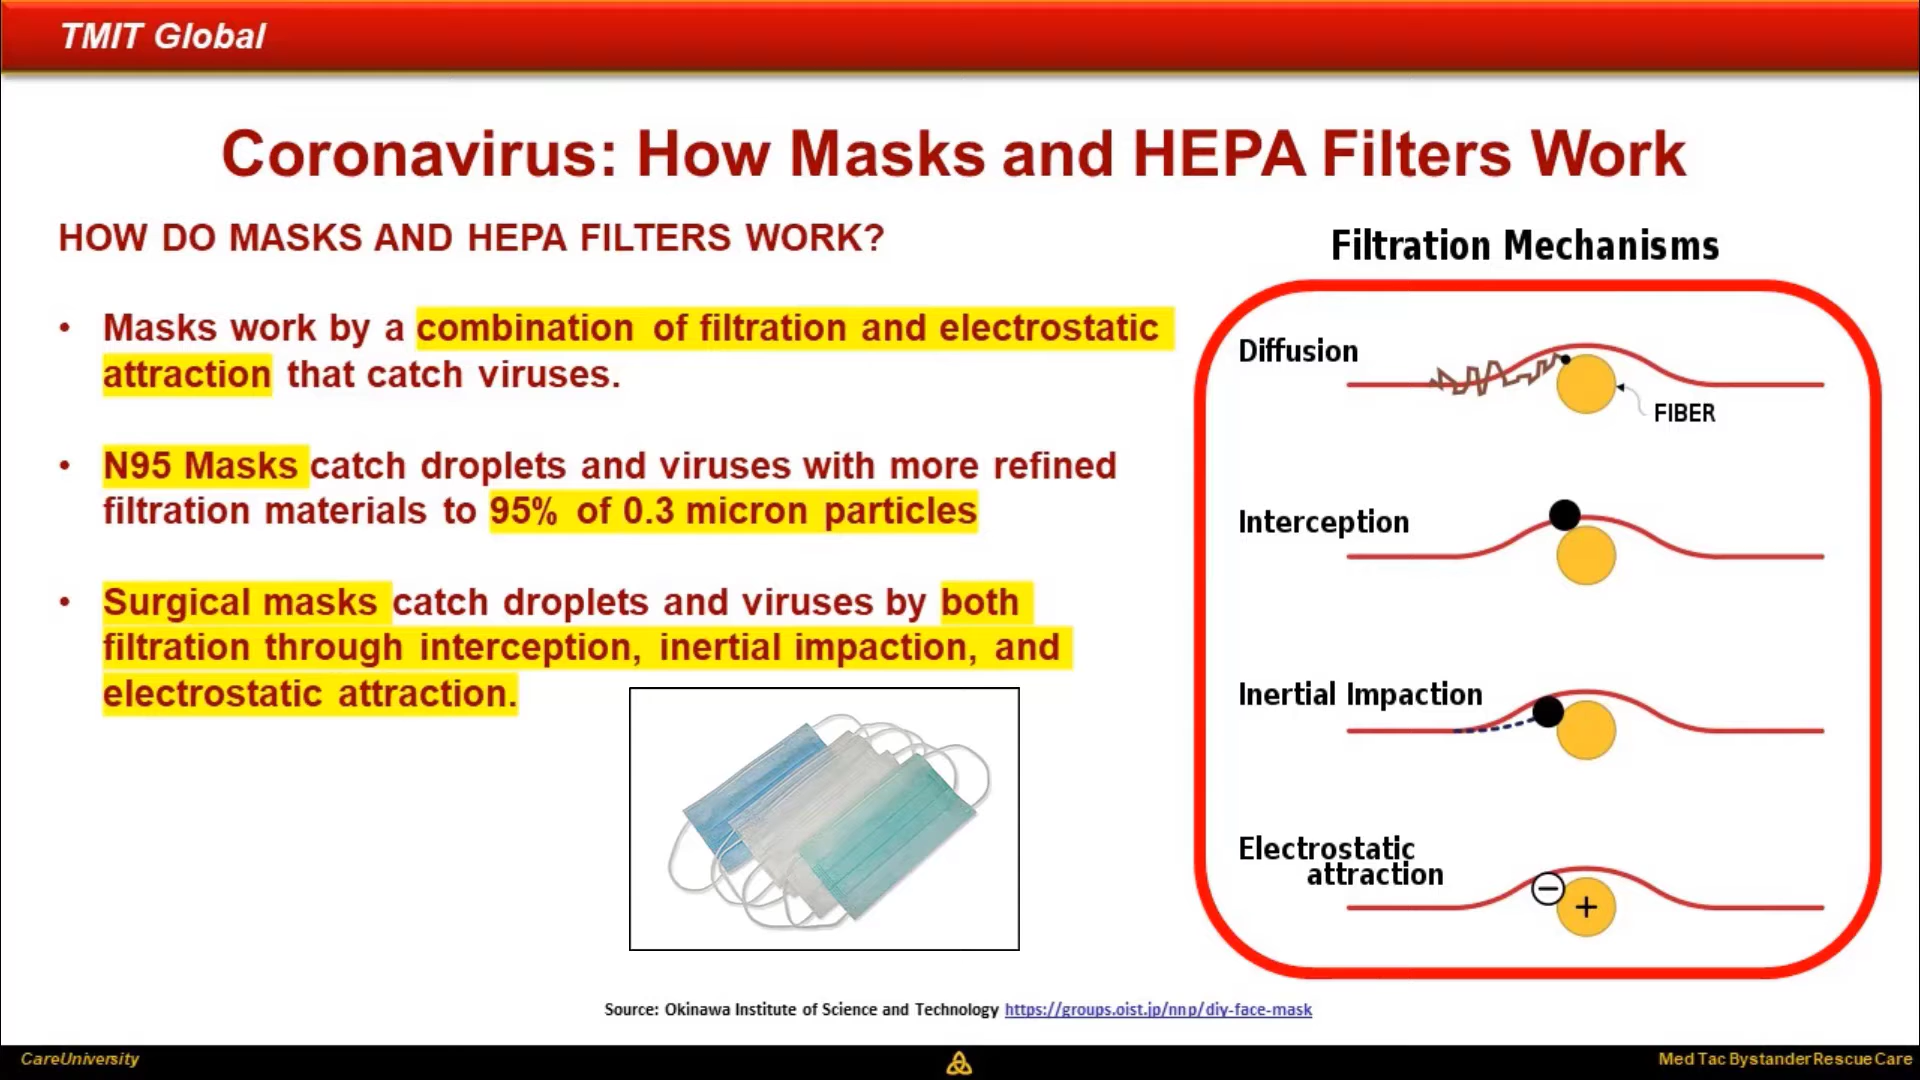 TMIT Global
Coronavirus: How Masks and HEPA Filters Work
HOW DO MASKS AND HEPA FILTERS WORK?
• Masks work by a combination of filtration and electrostatic
attraction that catch viruses.
• N95 Masks catch droplets and viruses with more refined
filtration materials to 95% of 0.3 micron particles
• Surgical masks catch droplets and viruses by both
filtration through interception, inertial impaction, and
electrostatic attraction.
Filtration Mechanisms
Diffusion
FIBER
Interception
Inertial Impaction
Electrostatic
attraction
−
+
Source: Okinawa Institute of Science and Technology https://groups.oist.jp/nnp/diy-face-mask
CareUniversity
Med Tac Bystander Rescue Care